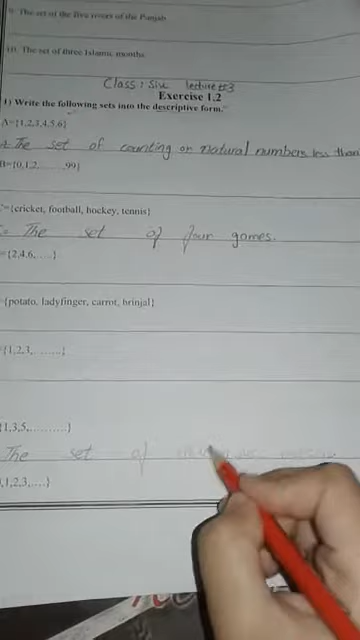 9. The set of the five rivers of the Punjab.
10. The set of three Islamic months.
Class: Six lecture #3
Exercise 1.2
1) Write the following sets into the descriptive form.
A={1,2,3,4,5,6}
The set of counting or natural numbers less than
B={0,1,2,.......,99}
C={cricket, football, hockey, tennis}
The set of four games.
={2,4,6,.....}
={potato, ladyfinger, carrot, brinjal}
={1,2,3,........}
{1,3,5,..........}
The set of
,1,2,3,....}